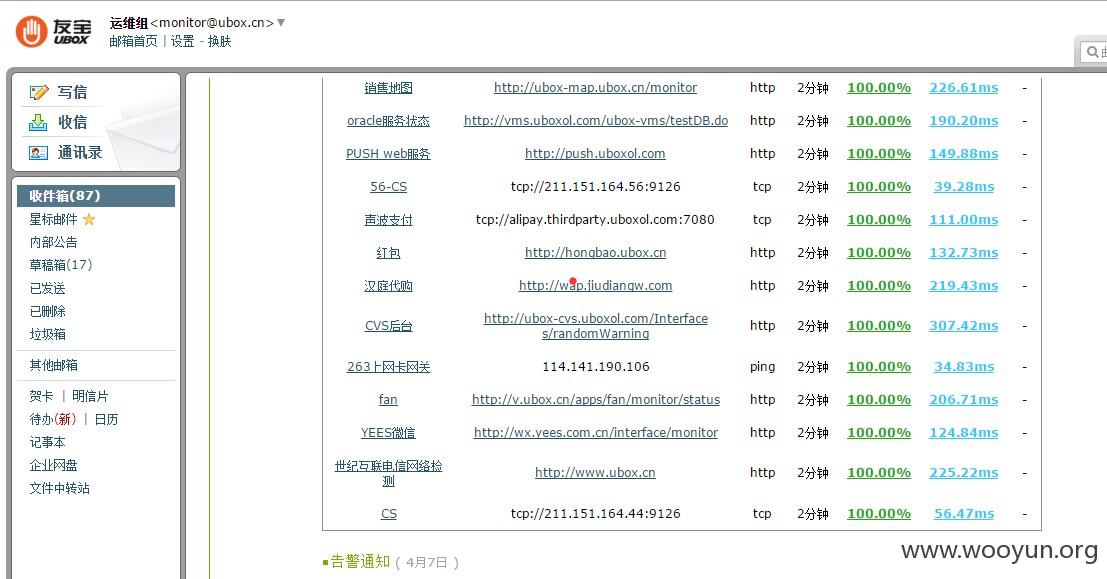 友宝
UBOX
运维组<monitor@ubox.cn>
邮箱首页 | 设置 - 换肤
写信
收信
通讯录
收件箱(87)
星标邮件
内部公告
草稿箱(17)
已发送
已删除
垃圾箱
其他邮箱
贺卡 | 明信片
待办(新) | 日历
记事本
企业网盘
文件中转站
销售地图 http://ubox-map.ubox.cn/monitor http 2分钟 100.00% 226.61ms -
oracle服务状态 http://vms.uboxol.com/ubox-vms/testDB.do http 2分钟 100.00% 190.20ms -
PUSH web服务 http://push.uboxol.com http 2分钟 100.00% 149.88ms -
56-CS tcp://211.151.164.56:9126 tcp 2分钟 100.00% 39.28ms -
声波支付 tcp://alipay.thirdparty.uboxol.com:7080 tcp 2分钟 100.00% 111.00ms -
红包 http://hongbao.ubox.cn http 2分钟 100.00% 132.73ms -
汉庭代购 http://wap.jiudianqw.com http 2分钟 100.00% 219.43ms -
CVS后台 http://ubox-cvs.uboxol.com/Interface http 2分钟 100.00% 307.42ms -
s/randomWarning
263上网卡网关 114.141.190.106 ping 2分钟 100.00% 34.83ms -
fan http://v.ubox.cn/apps/fan/monitor/status http 2分钟 100.00% 206.71ms -
YEES微信 http://wx.yees.com.cn/interface/monitor http 2分钟 100.00% 124.84ms -
世纪互联电信网络检 http://www.ubox.cn http 2分钟 100.00% 225.22ms -
测
CS tcp://211.151.164.44:9126 tcp 2分钟 100.00% 56.47ms -
告警通知 ( 4月7日 )
www.wooyun.org